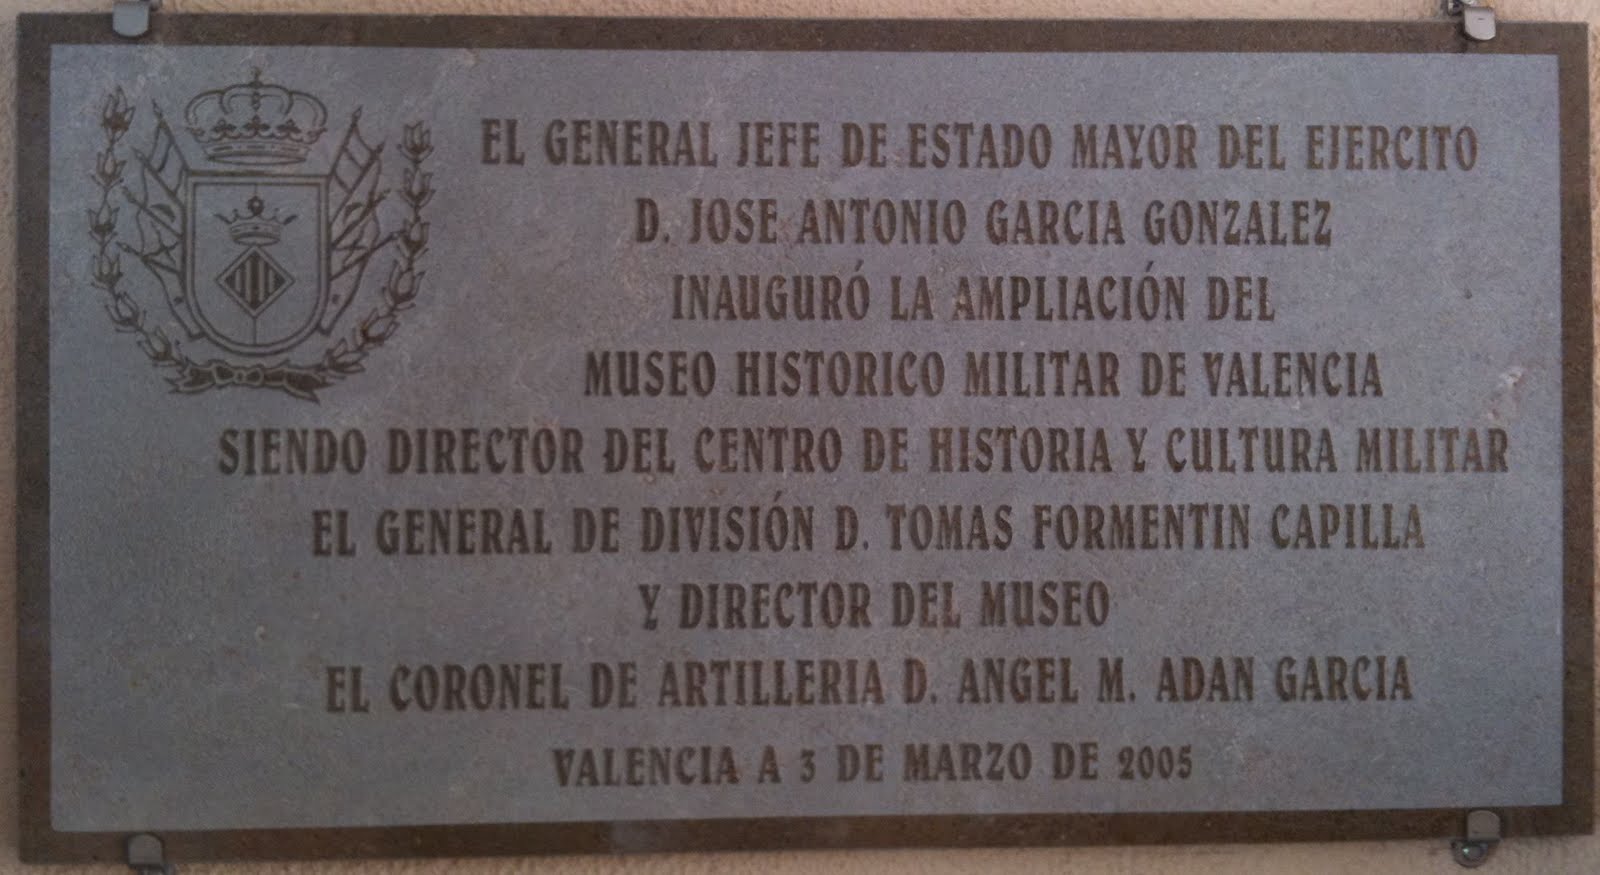 EL GENERAL JEFE DE ESTADO MAYOR DEL EJERCITO
D. JOSE ANTONIO GARCIA GONZALEZ
INAUGURÓ LA AMPLIACIÓN DEL
MUSEO HISTORICO MILITAR DE VALENCIA
SIENDO DIRECTOR DEL CENTRO DE HISTORIA Y CULTURA MILITAR
EL GENERAL DE DIVISIÓN D. TOMAS FORMENTIN CAPILLA
Y DIRECTOR DEL MUSEO
EL CORONEL DE ARTILLERIA D. ANGEL M. ADAN GARCIA
VALENCIA A 3 DE MARZO DE 2005